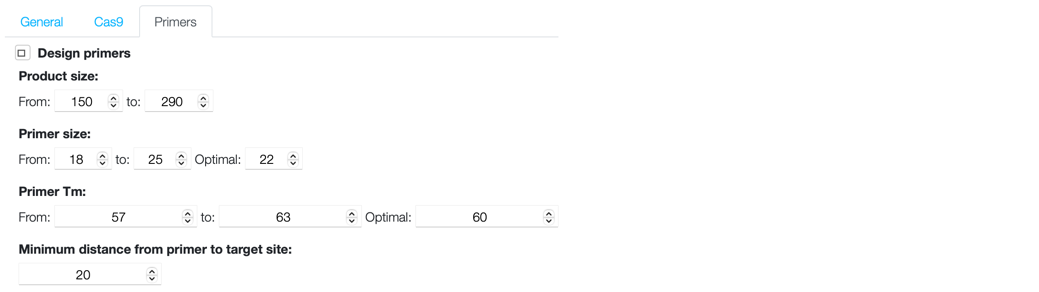 General Cas9 Primers
Design primers
Product size:
From: 150 to: 290
Primer size:
From: 18 to: 25 Optimal: 22
Primer Tm:
From: 57 to: 63 Optimal: 60
Minimum distance from primer to target site:
20